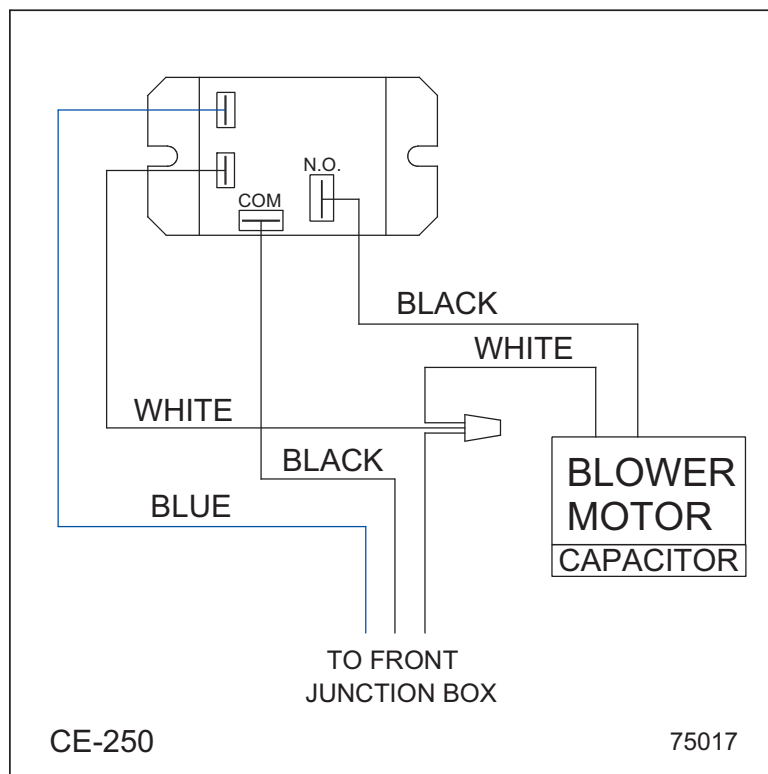 N.O.
COM
BLACK
WHITE
WHITE
BLACK
BLUE
BLOWER
MOTOR
CAPACITOR
TO FRONT
JUNCTION BOX
CE-250
75017